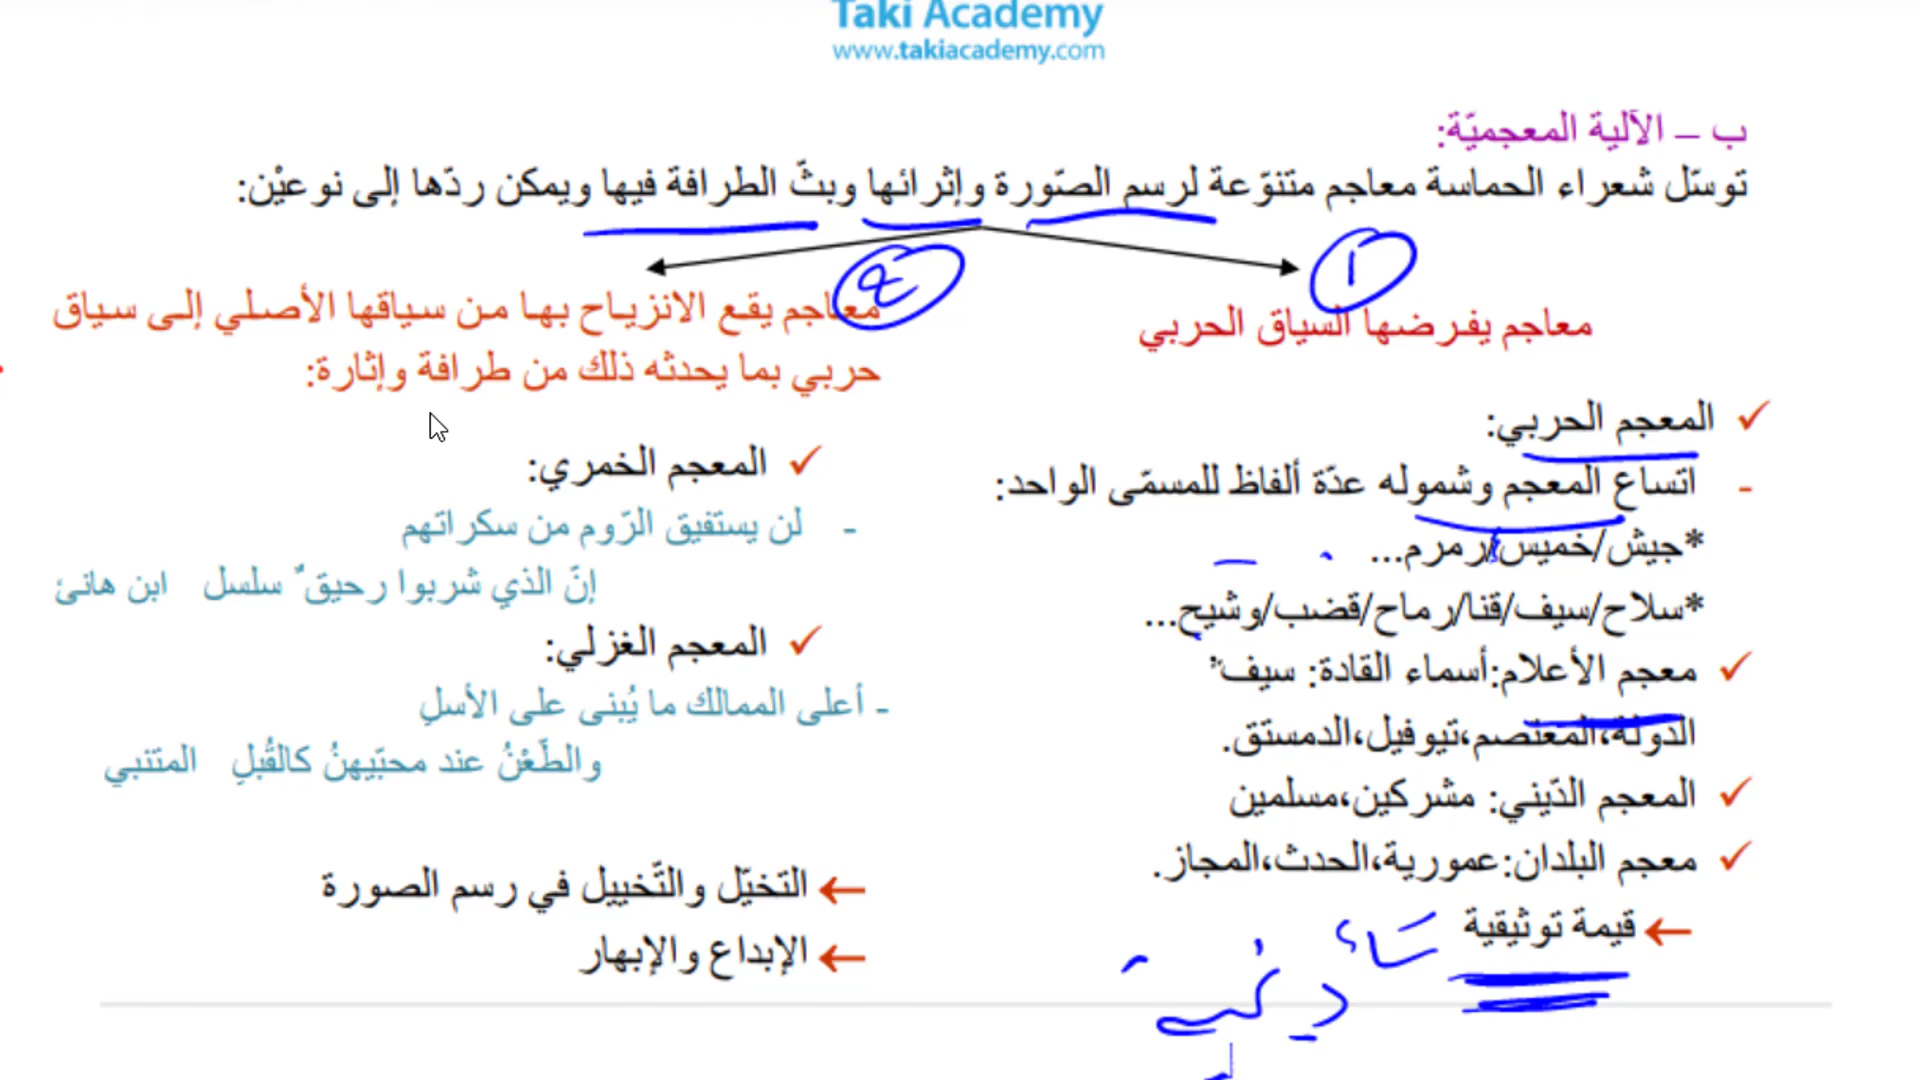 Taki Academy
www.takiacademy.com
ب – الآلية المعجميّة:
توسّل شعراء الحماسة معاجم متنوّعة لرسم الصّورة وإثرائها وبثّ الطرافة فيها ويمكن ردّها إلى نوعيْن:
1
معاجم يفرضها السياق الحربي
✓ المعجم الحربي:
- اتساع المعجم وشموله عدّة ألفاظ للمسمّى الواحد:
*جيش/خميس/رمرم...
*سلاح/سيف/قنا/رماح/قضب/وشيح...
✓ معجم الأعلام:أسماء القادة: سيف
الدولة،المعتصم،تيوفيل،الدمستق.
✓ المعجم الدّيني: مشركين،مسلمين
✓ معجم البلدان:عمورية،الحدث،المجاز.
← قيمة توثيقية
2
معاجم يقع الانزياح بها من سياقها الأصلي إلى سياق
حربي بما يحدثه ذلك من طرافة وإثارة:
✓ المعجم الخمري:
- لن يستفيق الرّوم من سكراتهم
إنّ الذي شربوا رحيقٌ سلسل ابن هانئ
✓ المعجم الغزلي:
- أعلى الممالك ما يُبنى على الأسلِ
والطّعْنُ عند محبّيهنُ كالقُبلِ المتنبي
← التخيّل والتّخييل في رسم الصورة
← الإبداع والإبهار